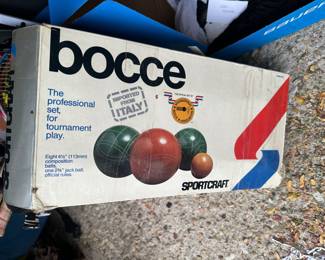 bocce
The
professional
set,
for
tournament
play.
IMPORTED
FROM
ITALY
Eight 4½" (113mm)
composition
balls,
one 2⅜" jack ball,
official rules.
SPORTCRAFT
BAUER